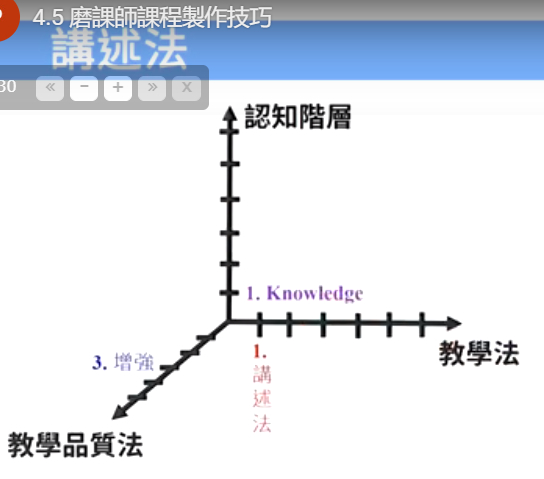 4.5 磨課師課程製作技巧
講述法
30 « − + » X
認知階層
1. Knowledge
教學法
1.
講
述
法
3. 增強
教學品質法